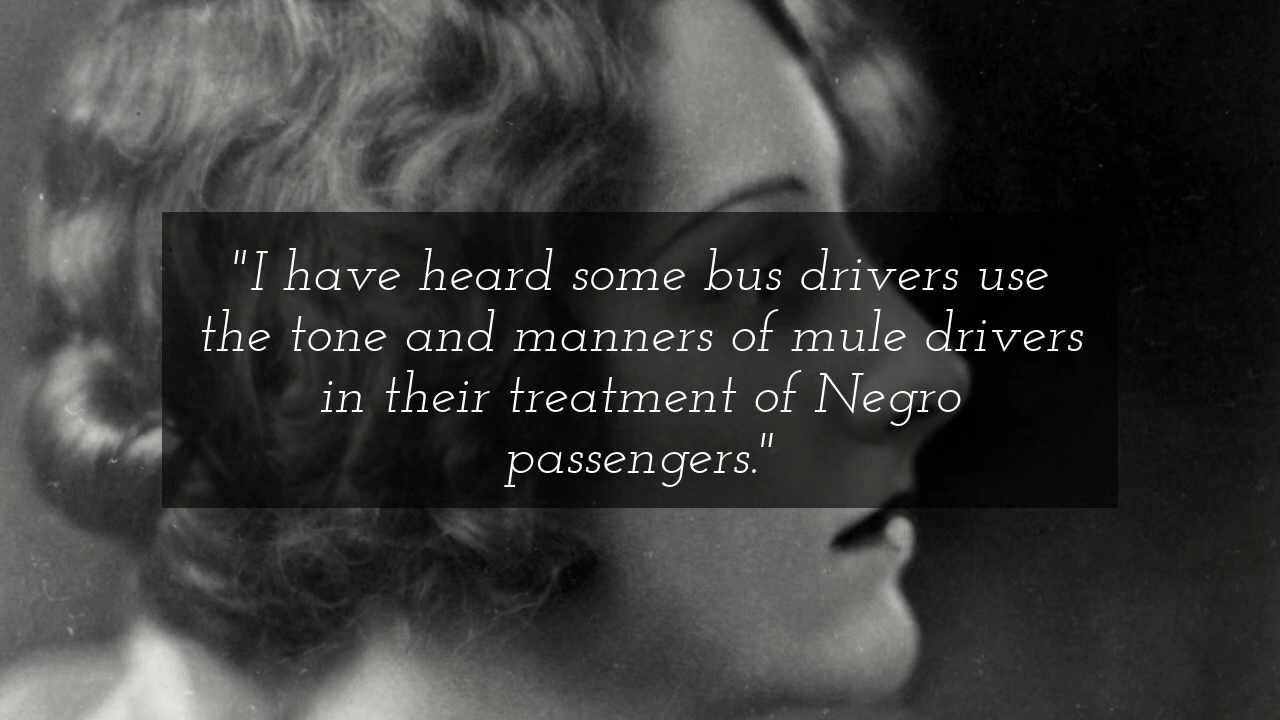 "I have heard some bus drivers use
the tone and manners of mule drivers
in their treatment of Negro
passengers."